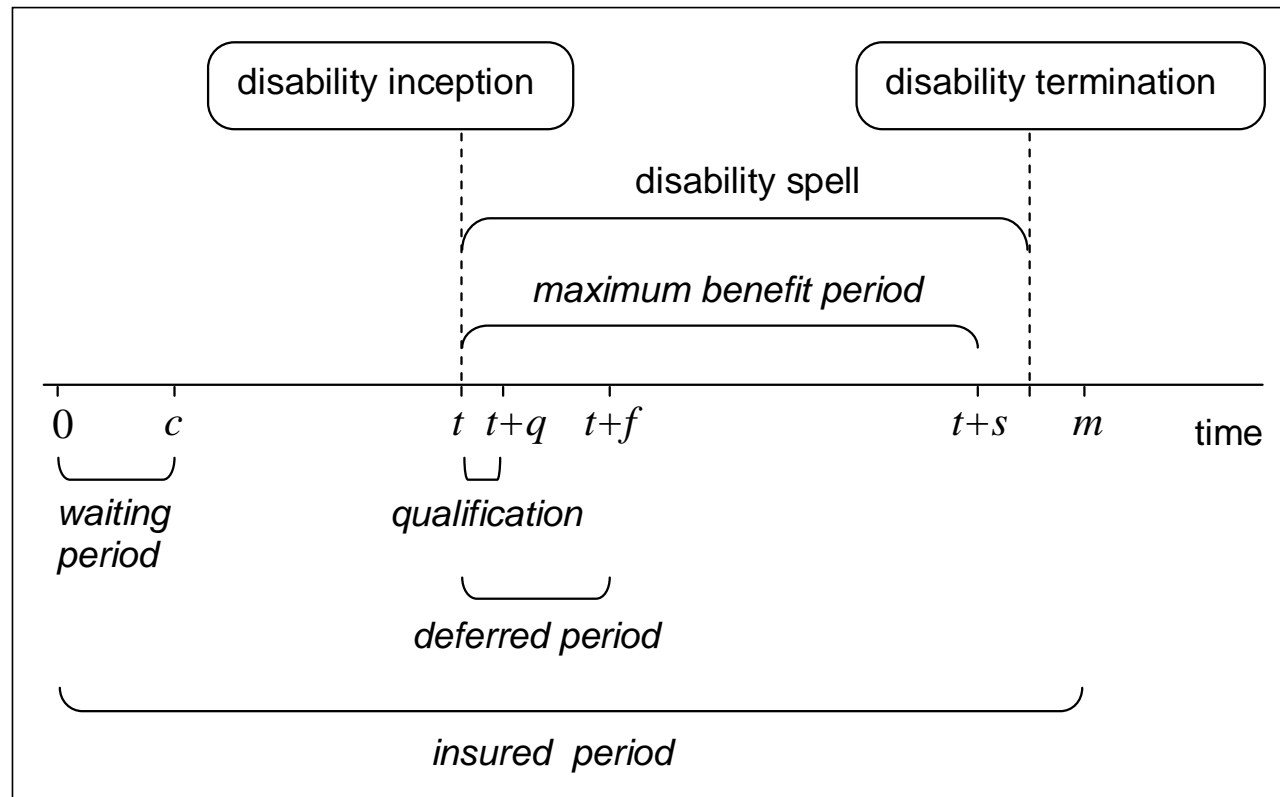 disability inception
disability termination
disability spell
maximum benefit period
0 c t t+q t+f t+s m time
waiting
period
qualification
deferred period
insured period